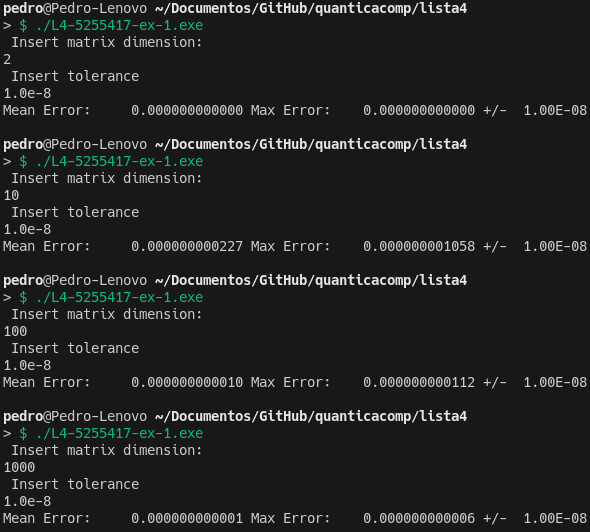 pedro@Pedro-Lenovo ~/Documentos/GitHub/quanticacomp/lista4
> $ ./L4-5255417-ex-1.exe
 Insert matrix dimension:
2
 Insert tolerance
1.0e-8
Mean Error:     0.000000000000 Max Error:    0.000000000000 +/-  1.00E-08

pedro@Pedro-Lenovo ~/Documentos/GitHub/quanticacomp/lista4
> $ ./L4-5255417-ex-1.exe
 Insert matrix dimension:
10
 Insert tolerance
1.0e-8
Mean Error:     0.000000000227 Max Error:    0.000000001058 +/-  1.00E-08

pedro@Pedro-Lenovo ~/Documentos/GitHub/quanticacomp/lista4
> $ ./L4-5255417-ex-1.exe
 Insert matrix dimension:
100
 Insert tolerance
1.0e-8
Mean Error:     0.000000000010 Max Error:    0.000000000112 +/-  1.00E-08

pedro@Pedro-Lenovo ~/Documentos/GitHub/quanticacomp/lista4
> $ ./L4-5255417-ex-1.exe
 Insert matrix dimension:
1000
 Insert tolerance
1.0e-8
Mean Error:     0.000000000001 Max Error:    0.000000000006 +/-  1.00E-08